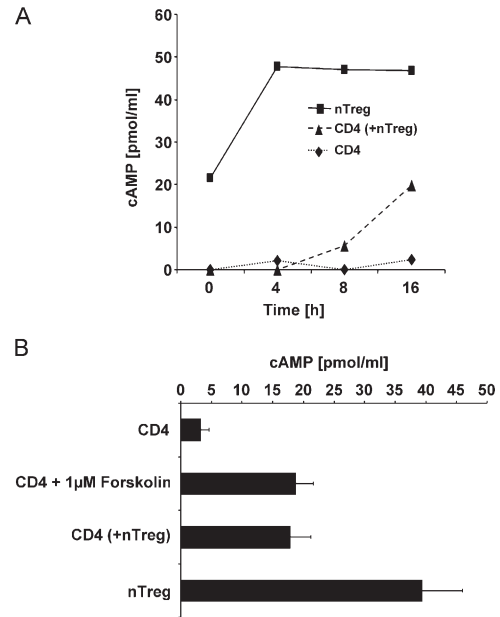 A
cAMP [pmol/ml]
60
50
40
30
20
10
0
nTreg
CD4 (+nTreg)
CD4
0 4 8 16
Time [h]
B
cAMP [pmol/ml]
0 5 10 15 20 25 30 35 40 45 50
CD4
CD4 + 1μM Forskolin
CD4 (+nTreg)
nTreg